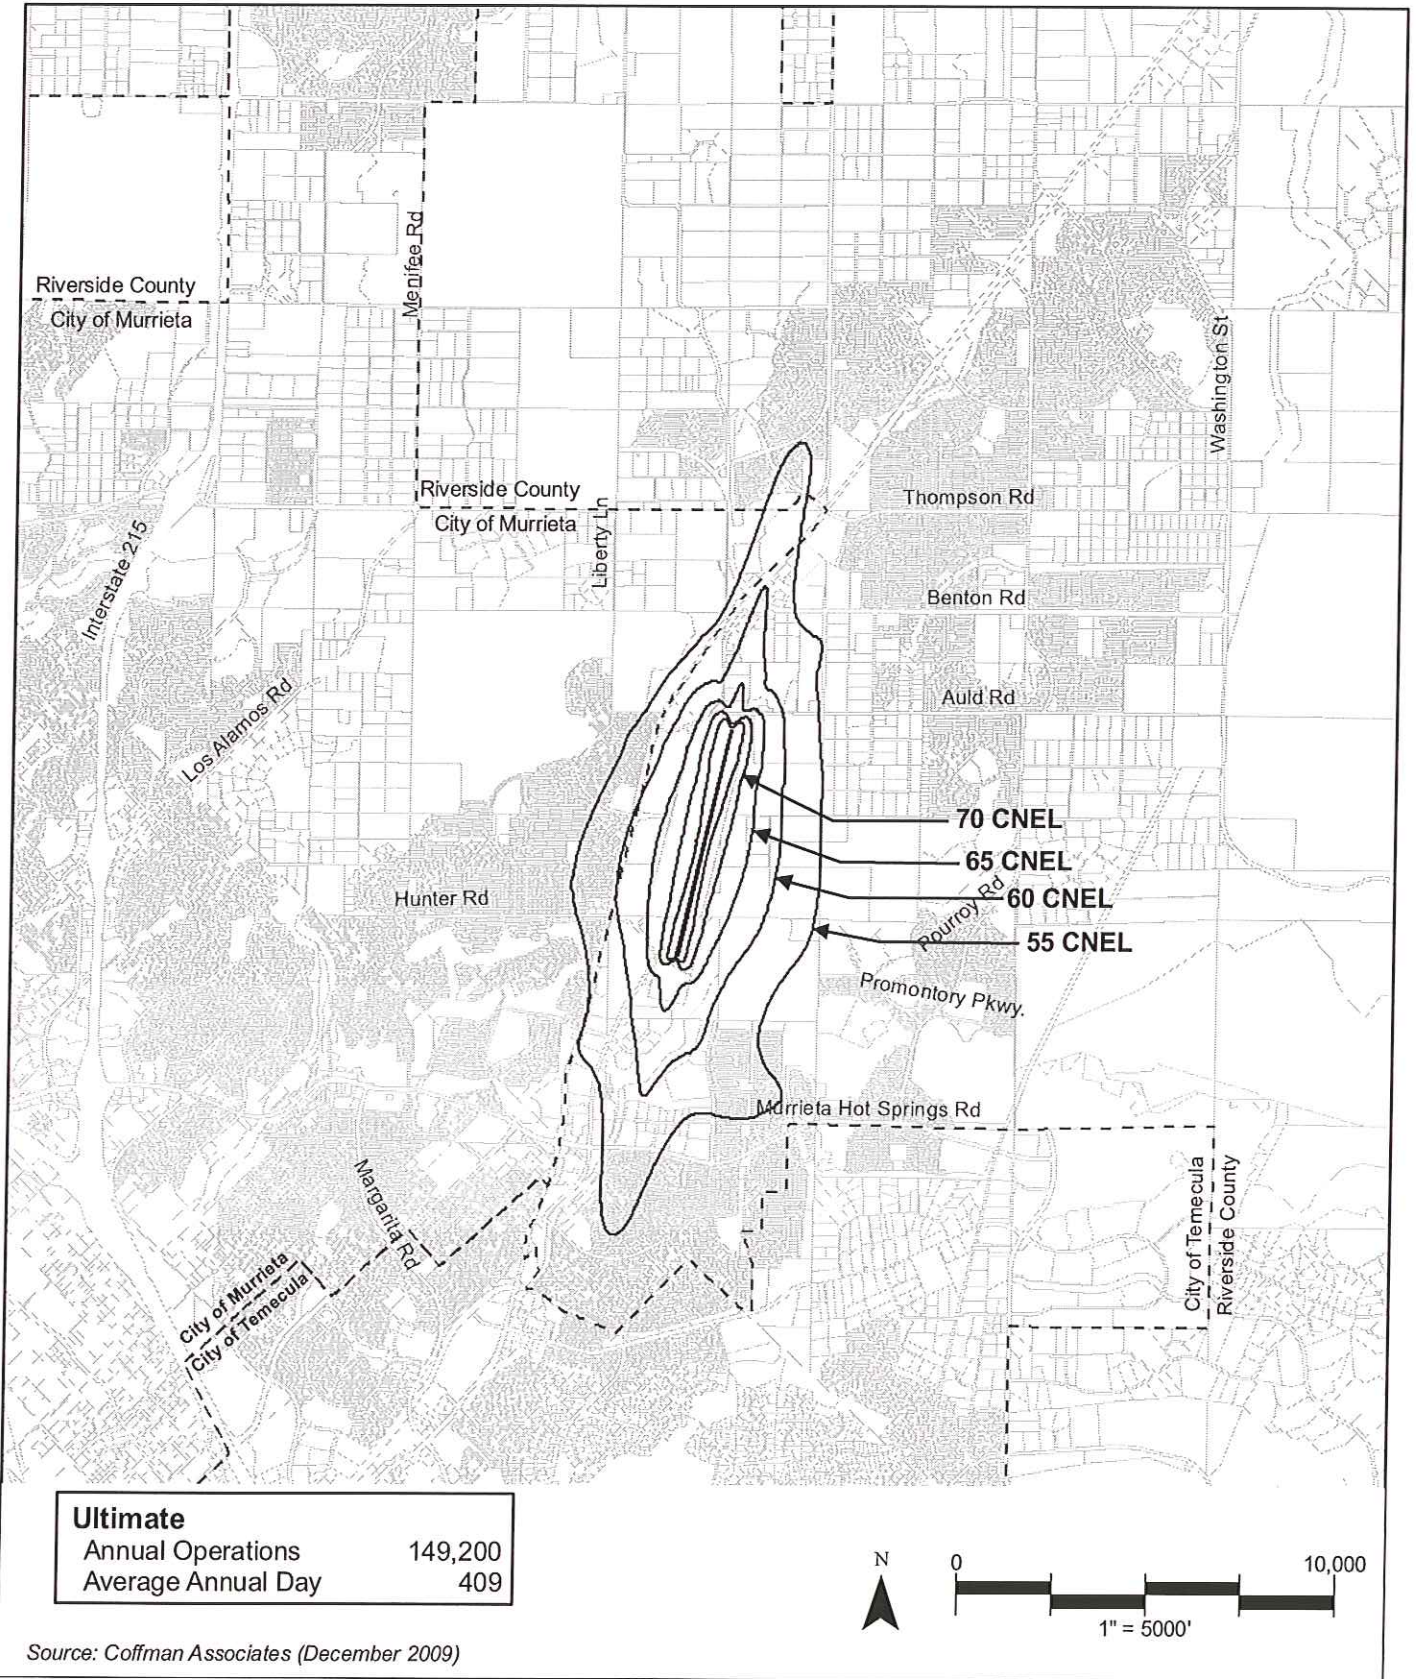 Riverside County
City of Murrieta
Menifee Rd
Washington St
Riverside County
City of Murrieta
Liberty Ln
Thompson Rd
Interstate 215
Benton Rd
Los Alamos Rd
Auld Rd
70 CNEL
65 CNEL
Hunter Rd
60 CNEL
Pourroy Rd
55 CNEL
Promontory Pkwy.
Murrieta Hot Springs Rd
Margarita Rd
City of Temecula
Riverside County
City of Murrieta
City of Temecula
Ultimate
Annual Operations 149,200
Average Annual Day 409
N
0 10,000
1" = 5000'
Source: Coffman Associates (December 2009)